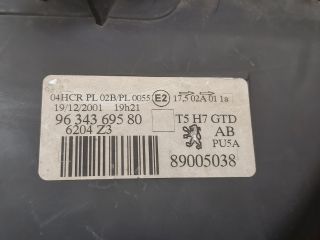 04HCR PL 02B/PL 0055 E2 17,5 02A 01 1a
19/12/2001 19h21
96 343 695 80 T5 H7 GTD
6204 Z3 AB
PU5A
89005038